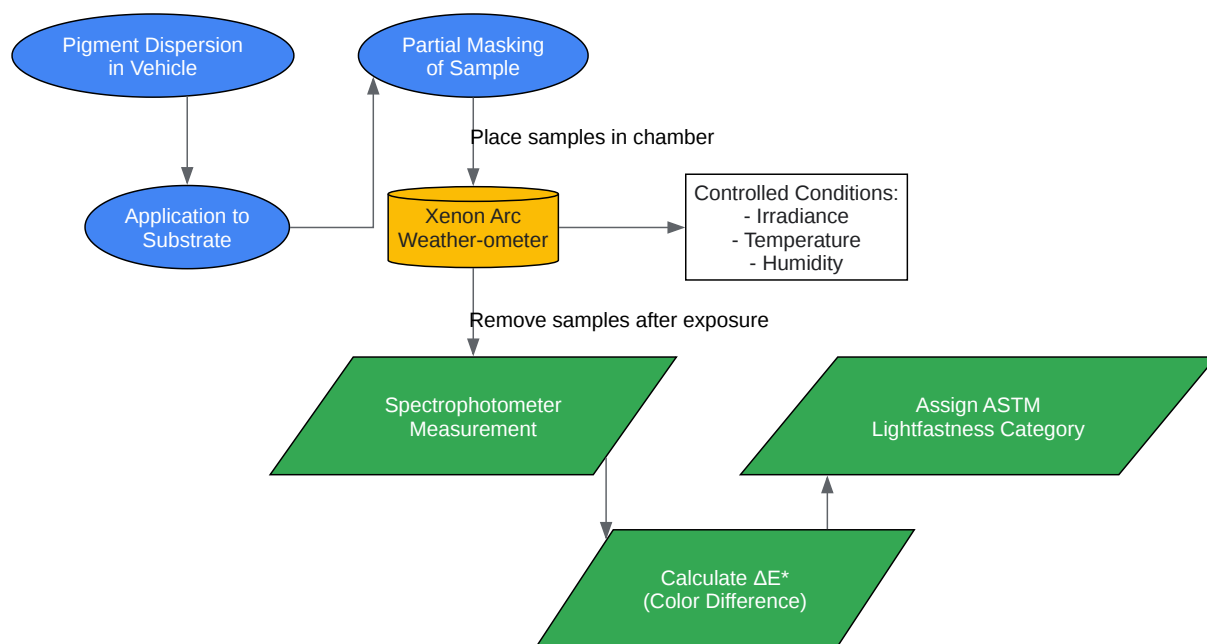 Pigment Dispersion
in Vehicle
Partial Masking
of Sample
Place samples in chamber
Application to
Substrate
Xenon Arc
Weather-ometer
Controlled Conditions:
- Irradiance
- Temperature
- Humidity
Remove samples after exposure
Spectrophotometer
Measurement
Assign ASTM
Lightfastness Category
Calculate ΔE*
(Color Difference)